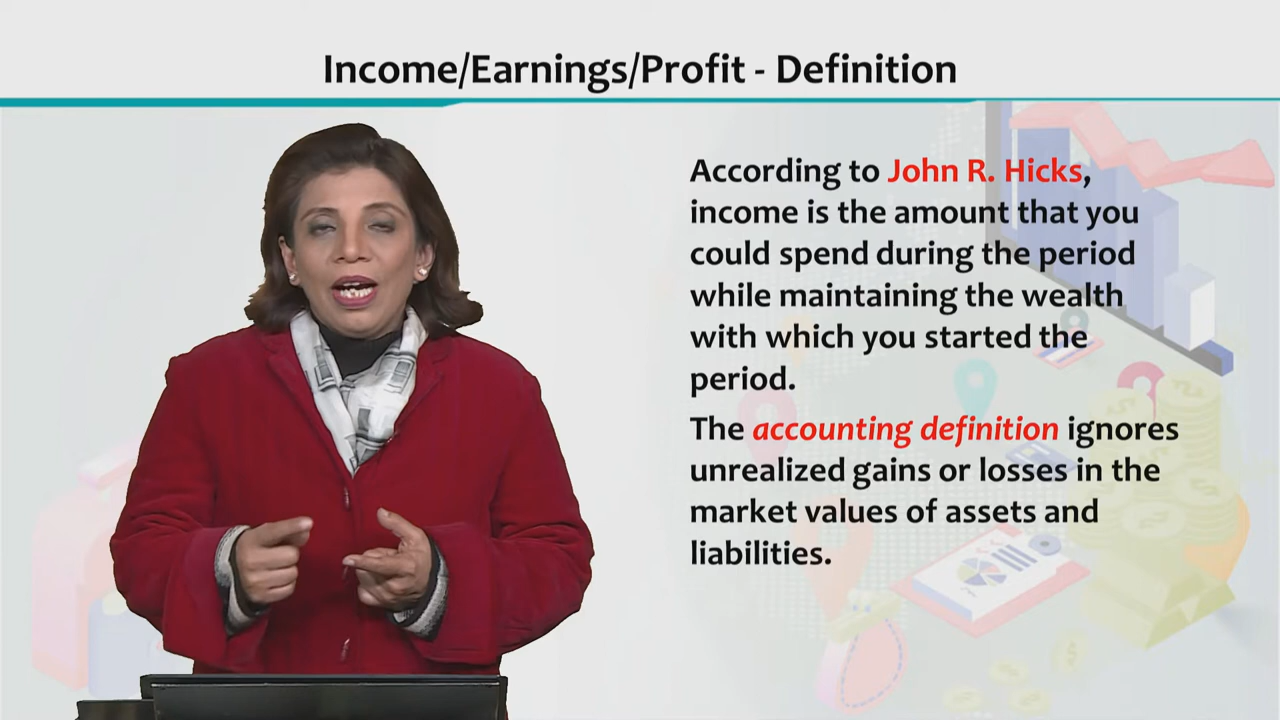 Income/Earnings/Profit - Definition
According to John R. Hicks,
income is the amount that you
could spend during the period
while maintaining the wealth
with which you started the
period.
The accounting definition ignores
unrealized gains or losses in the
market values of assets and
liabilities.